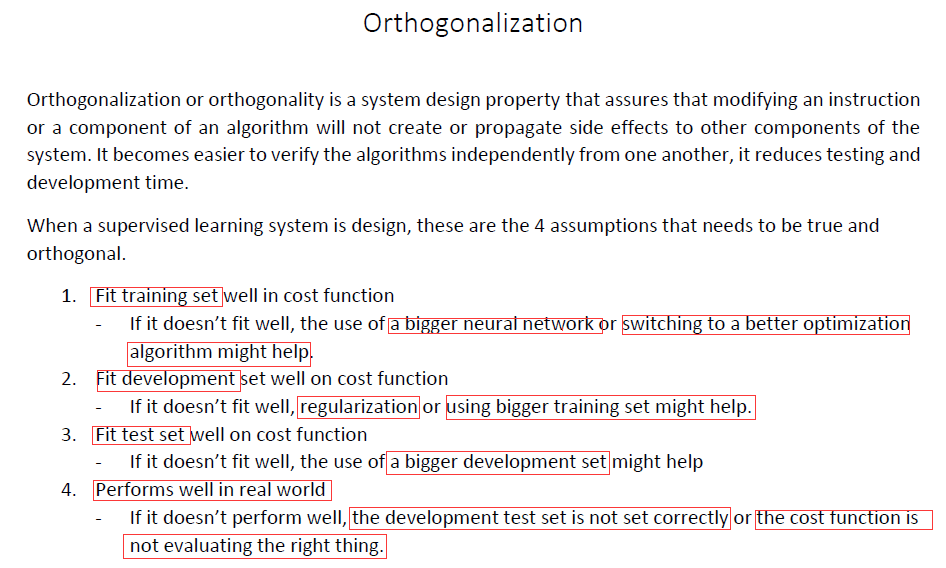 Orthogonalization
Orthogonalization or orthogonality is a system design property that assures that modifying an instruction
or a component of an algorithm will not create or propagate side effects to other components of the
system. It becomes easier to verify the algorithms independently from one another, it reduces testing and
development time.
When a supervised learning system is design, these are the 4 assumptions that needs to be true and
orthogonal.
1. Fit training set well in cost function
- If it doesn’t fit well, the use of a bigger neural network or switching to a better optimization
algorithm might help.
2. Fit development set well on cost function
- If it doesn’t fit well, regularization or using bigger training set might help.
3. Fit test set well on cost function
- If it doesn’t fit well, the use of a bigger development set might help
4. Performs well in real world
- If it doesn’t perform well, the development test set is not set correctly or the cost function is
not evaluating the right thing.